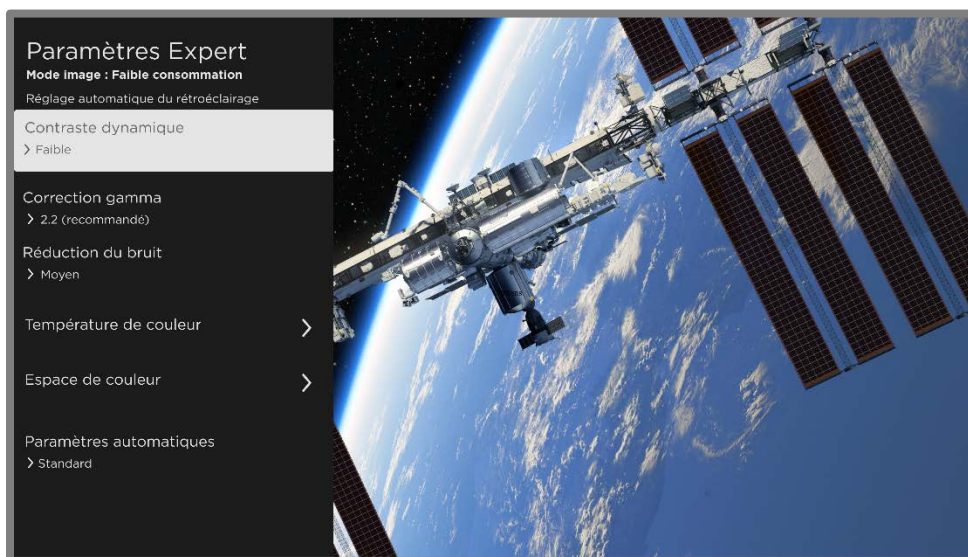 Paramètres Expert
Mode image : Faible consommation
Réglage automatique du rétroéclairage
Contraste dynamique
Faible
Correction gamma
2.2 (recommandé)
Réduction du bruit
Moyen
Température de couleur
Espace de couleur
Paramètres automatiques
Standard